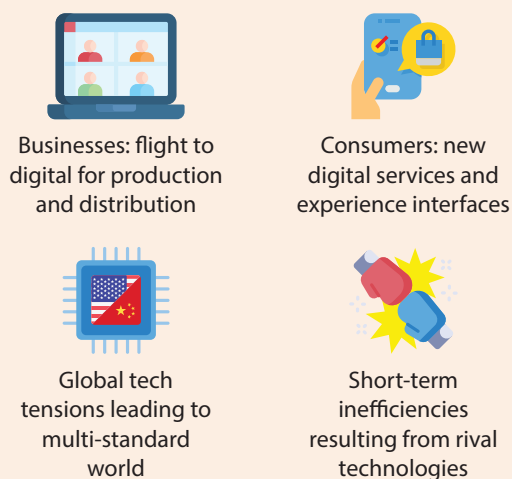 Businesses: flight to
digital for production
and distribution
Consumers: new
digital services and
experience interfaces
Global tech
tensions leading to
multi-standard
world
Short-term
inefficiencies
resulting from rival
technologies